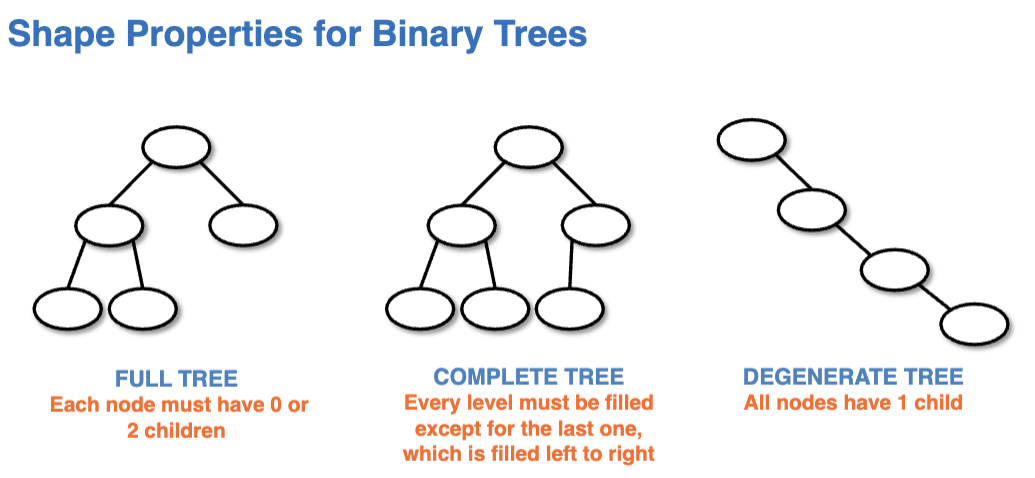 Shape Properties for Binary Trees
FULL TREE
Each node must have 0 or
2 children
COMPLETE TREE
Every level must be filled
except for the last one,
which is filled left to right
DEGENERATE TREE
All nodes have 1 child